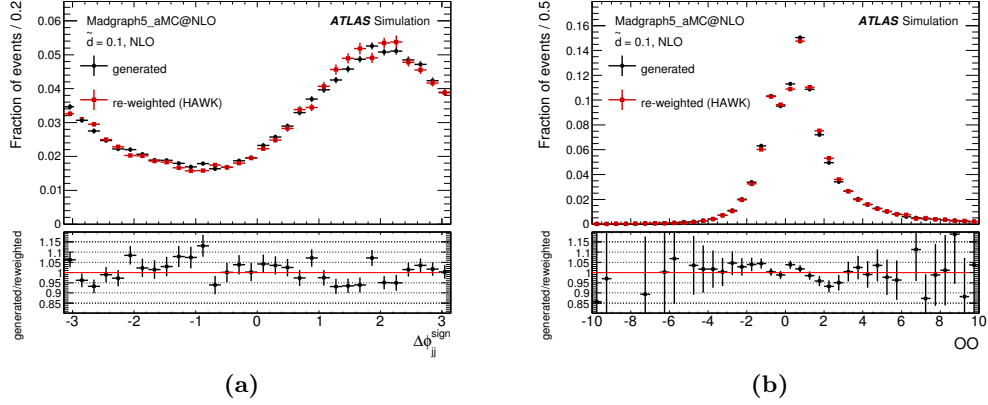 Fraction of events / 0.2
0.06
0.05
0.04
0.03
0.02
0.01
0
Madgraph5_aMC@NLO
ATLAS Simulation
d̃ = 0.1, NLO
generated
re-weighted (HAWK)
generated/reweighted
1.15
1.1
1.05
1
0.95
0.9
0.85
-3 -2 -1 0 1 2 3
Δϕjj^sign
(a)
Fraction of events / 0.5
0.16
0.14
0.12
0.1
0.08
0.06
0.04
0.02
0
Madgraph5_aMC@NLO
ATLAS Simulation
d̃ = 0.1, NLO
generated
re-weighted (HAWK)
generated/reweighted
1.15
1.1
1.05
1
0.95
0.9
0.85
-10 -8 -6 -4 -2 0 2 4 6 8 10
OO
(b)